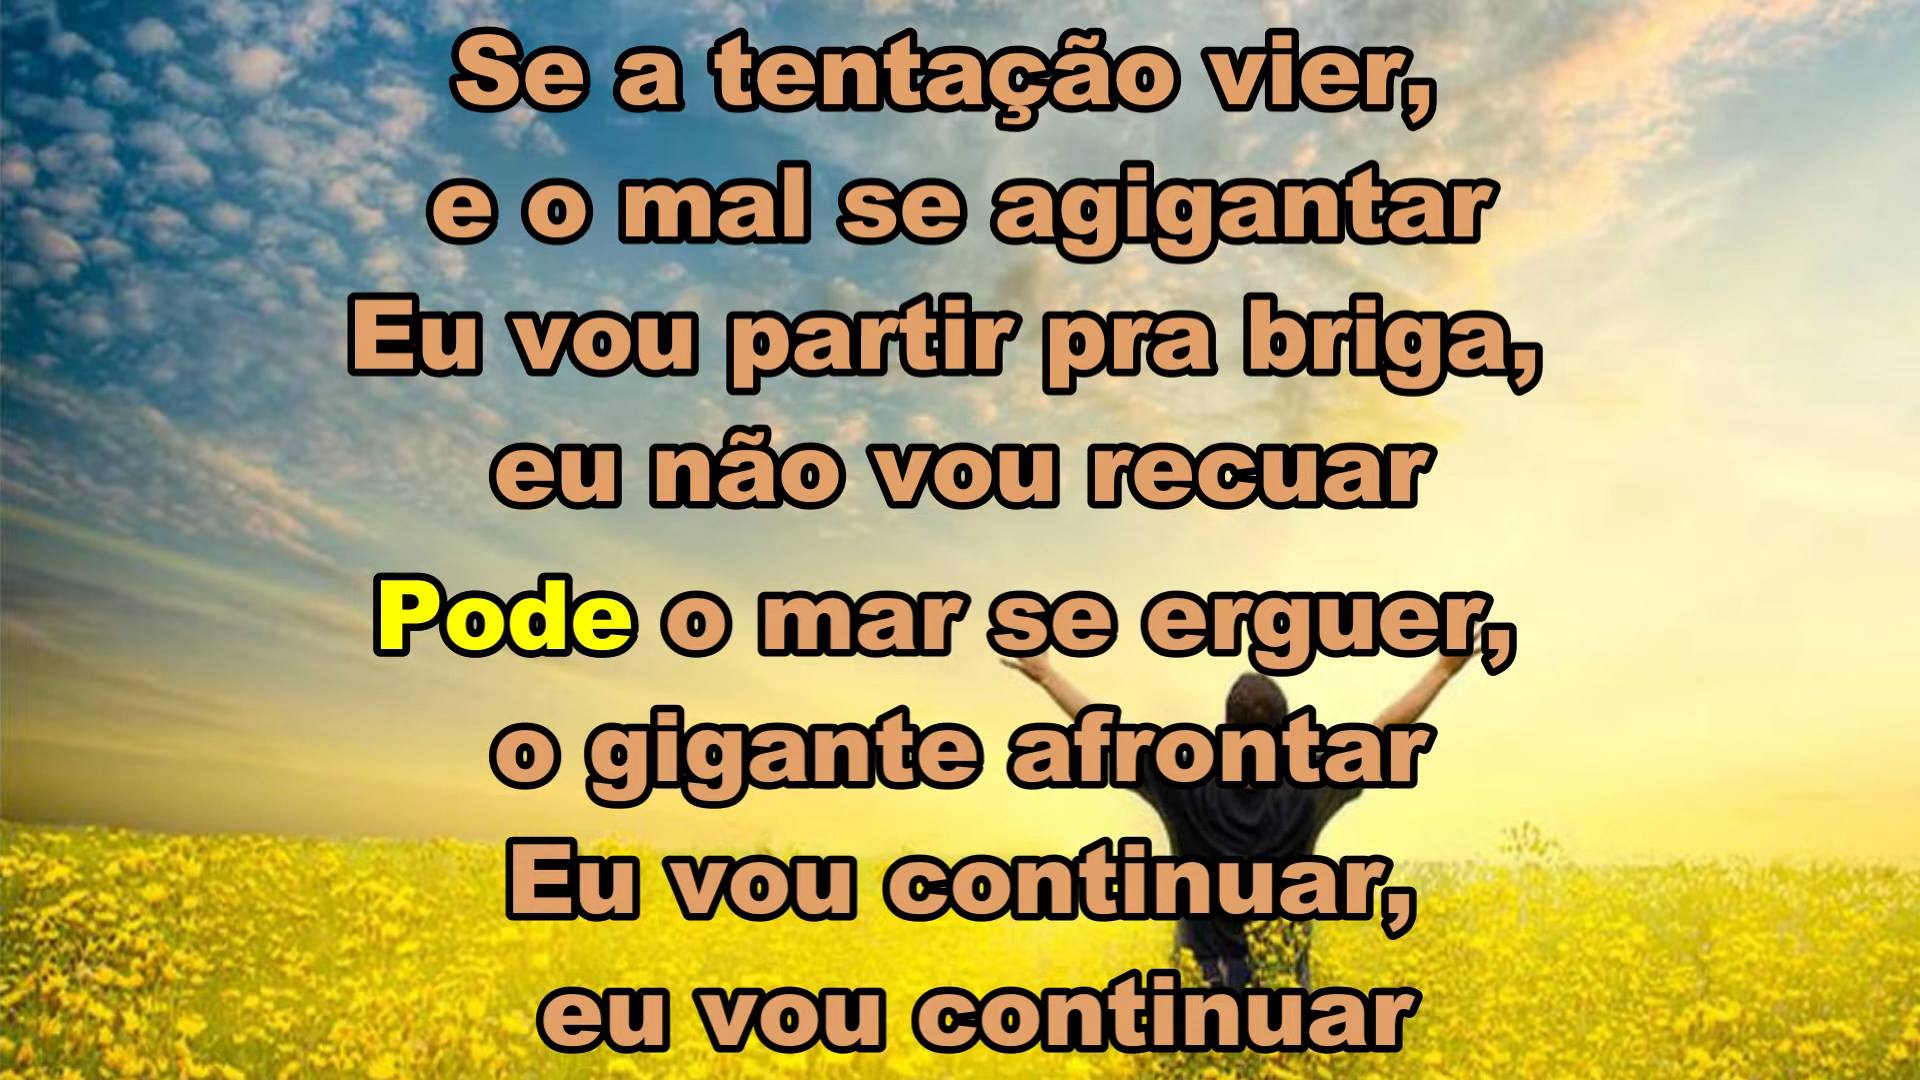 Se a tentação vier,
e o mal se agigantar
Eu vou partir pra briga,
eu não vou recuar
Pode o mar se erguer,
o gigante afrontar
Eu vou continuar,
eu vou continuar